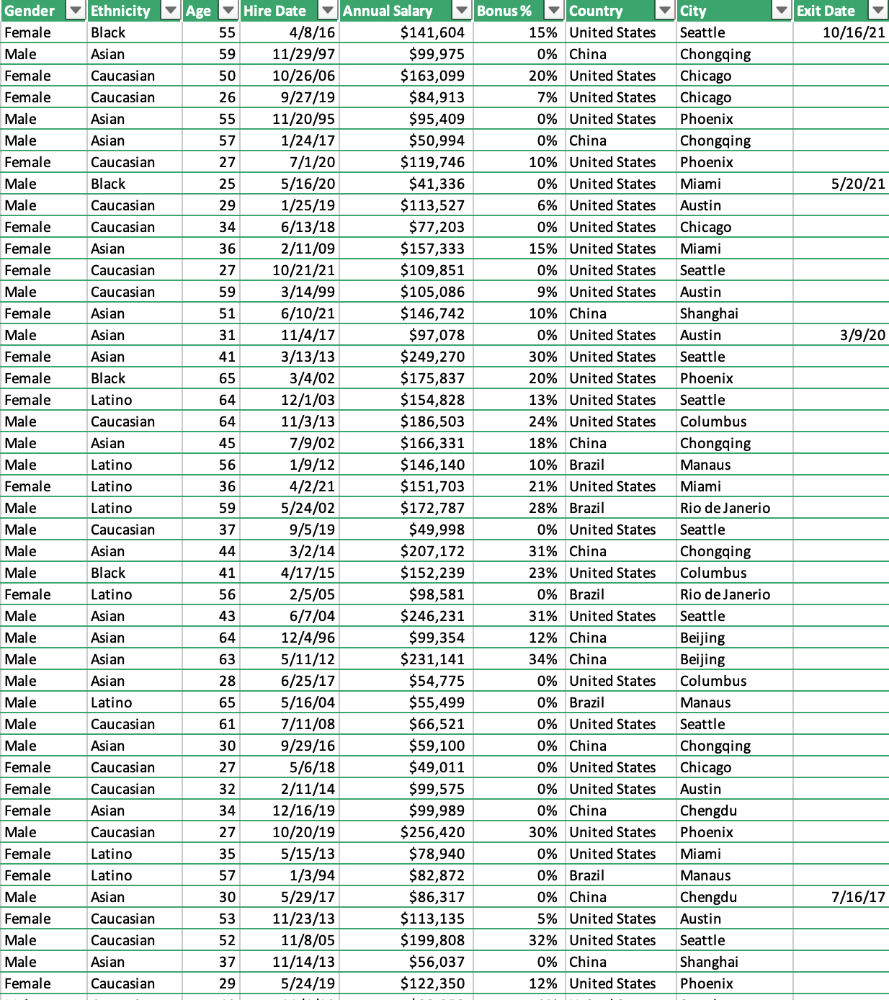 Gender Ethnicity Age Hire Date Annual Salary Bonus % Country City Exit Date
Female Black 55 4/8/16 $141,604 15% United States Seattle 10/16/21
Male Asian 59 11/29/97 $99,975 0% China Chongqing
Female Caucasian 50 10/26/06 $163,099 20% United States Chicago
Female Caucasian 26 9/27/19 $84,913 7% United States Chicago
Male Asian 55 11/20/95 $95,409 0% United States Phoenix
Male Asian 57 1/24/17 $50,994 0% China Chongqing
Female Caucasian 27 7/1/20 $119,746 10% United States Phoenix
Male Black 25 5/16/20 $41,336 0% United States Miami 5/20/21
Male Caucasian 29 1/25/19 $113,527 6% United States Austin
Female Caucasian 34 6/13/18 $77,203 0% United States Chicago
Female Asian 36 2/11/09 $157,333 15% United States Miami
Female Caucasian 27 10/21/21 $109,851 0% United States Seattle
Male Caucasian 59 3/14/99 $105,086 9% United States Austin
Female Asian 51 6/10/21 $146,742 10% China Shanghai
Male Asian 31 11/4/17 $97,078 0% United States Austin 3/9/20
Female Asian 41 3/13/13 $249,270 30% United States Seattle
Female Black 65 3/4/02 $175,837 20% United States Phoenix
Female Latino 64 12/1/03 $154,828 13% United States Seattle
Male Caucasian 64 11/3/13 $186,503 24% United States Columbus
Male Asian 45 7/9/02 $166,331 18% China Chongqing
Male Latino 56 1/9/12 $146,140 10% Brazil Manaus
Female Latino 36 4/2/21 $151,703 21% United States Miami
Male Latino 59 5/24/02 $172,787 28% Brazil Rio de Janerio
Male Caucasian 37 9/5/19 $49,998 0% United States Seattle
Male Asian 44 3/2/14 $207,172 31% China Chongqing
Male Black 41 4/17/15 $152,239 23% United States Columbus
Female Latino 56 2/5/05 $98,581 0% Brazil Rio de Janerio
Male Asian 43 6/7/04 $246,231 31% United States Seattle
Male Asian 64 12/4/96 $99,354 12% China Beijing
Male Asian 63 5/11/12 $231,141 34% China Beijing
Male Asian 28 6/25/17 $54,775 0% United States Columbus
Male Latino 65 5/16/04 $55,499 0% Brazil Manaus
Male Caucasian 61 7/11/08 $66,521 0% United States Seattle
Male Asian 30 9/29/16 $59,100 0% China Chongqing
Female Caucasian 27 5/6/18 $49,011 0% United States Chicago
Female Caucasian 32 2/11/14 $99,575 0% United States Austin
Female Asian 34 12/16/19 $99,989 0% China Chengdu
Male Caucasian 27 10/20/19 $256,420 30% United States Phoenix
Female Latino 35 5/15/13 $78,940 0% United States Miami
Female Latino 57 1/3/94 $82,872 0% Brazil Manaus
Male Asian 30 5/29/17 $86,317 0% China Chengdu 7/16/17
Female Caucasian 53 11/23/13 $113,135 5% United States Austin
Male Caucasian 52 11/8/05 $199,808 32% United States Seattle
Male Asian 37 11/14/13 $56,037 0% China Shanghai
Female Caucasian 29 5/24/19 $122,350 12% United States Phoenix